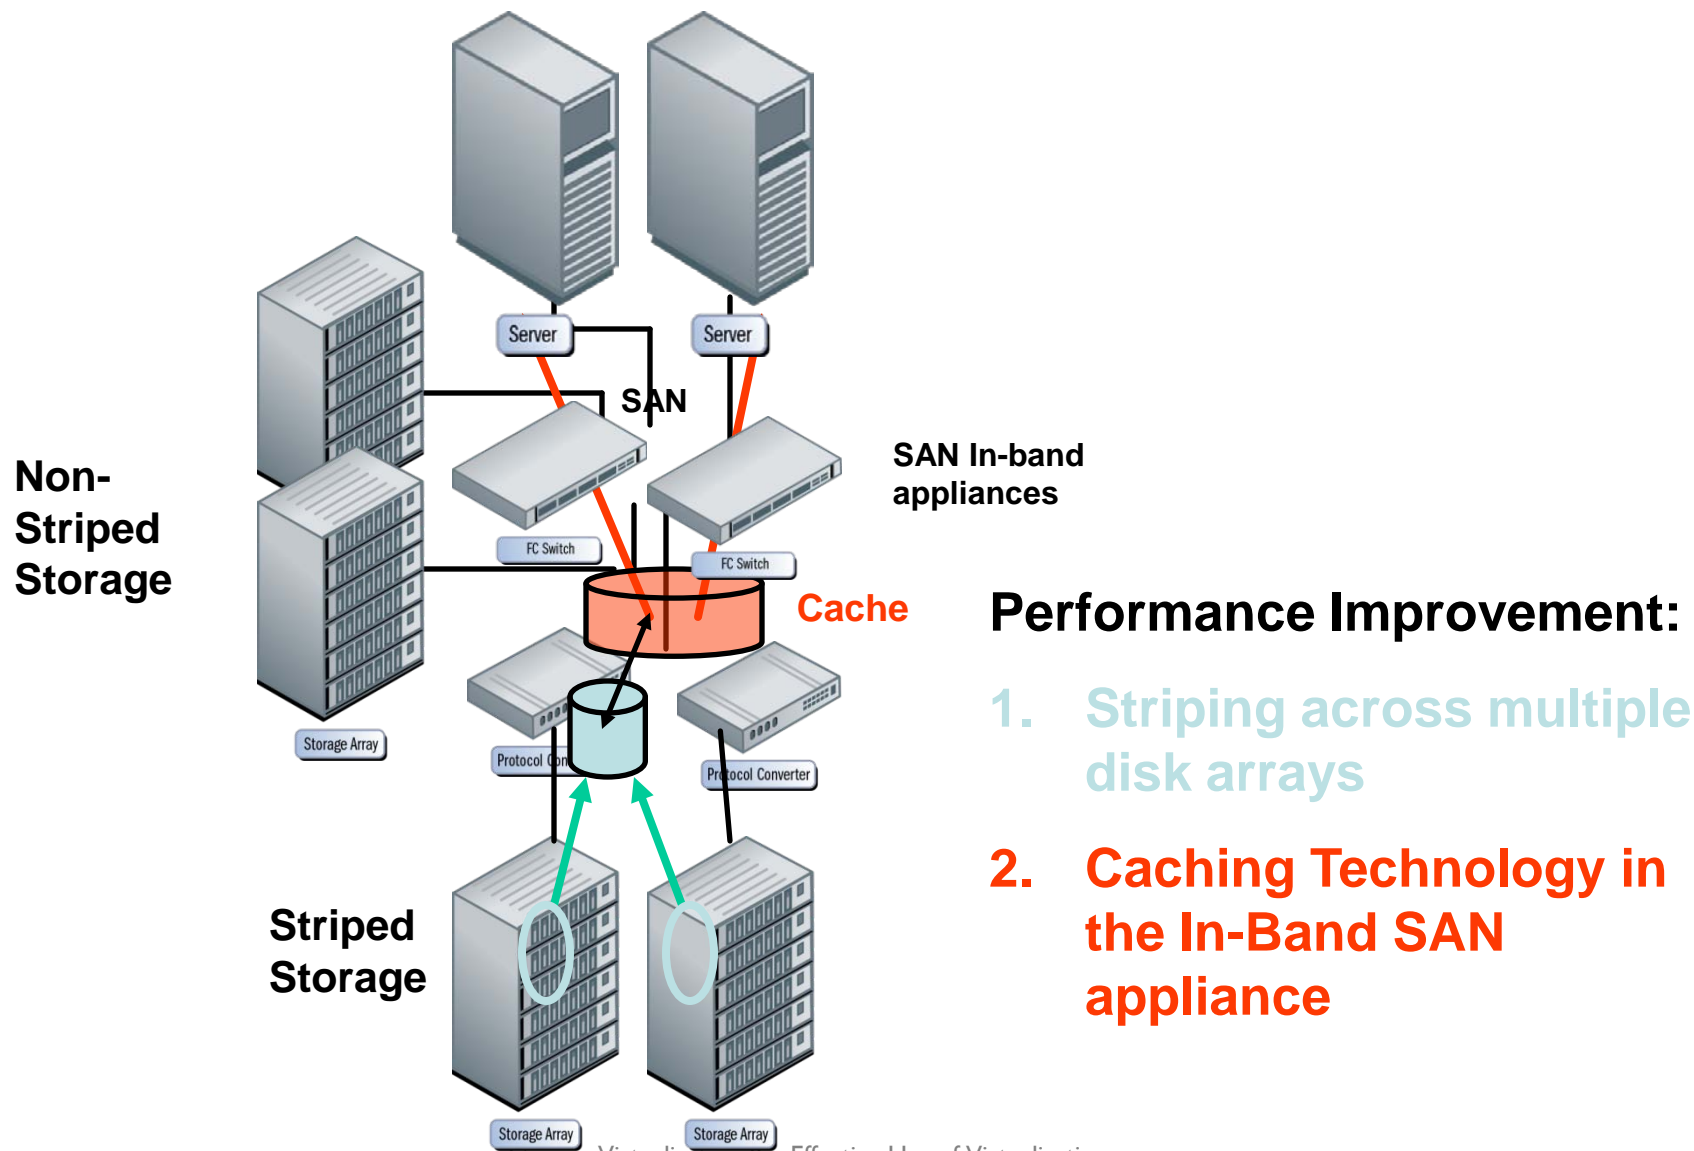 Server
Server
SAN
SAN In-band
appliances
Non-
Striped
Storage
FC Switch
FC Switch
Cache
Performance Improvement:
1. Striping across multiple
disk arrays
Storage Array
Protocol
Protocol Converter
2. Caching Technology in
the In-Band SAN
appliance
Striped
Storage
Storage Array
Storage Array